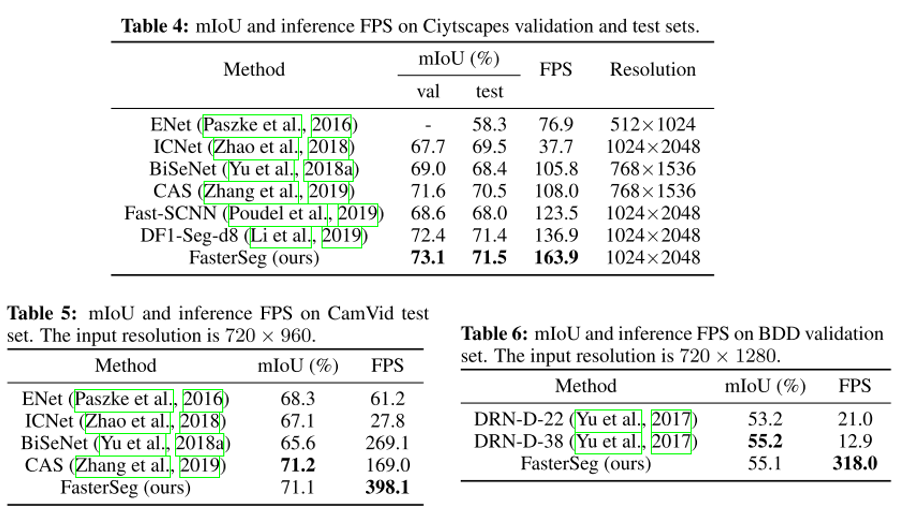 Table 4: mIoU and inference FPS on Ciytscapes validation and test sets.
Method mIoU (%) FPS Resolution
val test
ENet (Paszke et al., 2016) - 58.3 76.9 512×1024
ICNet (Zhao et al., 2018) 67.7 69.5 37.7 1024×2048
BiSeNet (Yu et al., 2018a) 69.0 68.4 105.8 768×1536
CAS (Zhang et al., 2019) 71.6 70.5 108.0 768×1536
Fast-SCNN (Poudel et al., 2019) 68.6 68.0 123.5 1024×2048
DF1-Seg-d8 (Li et al., 2019) 72.4 71.4 136.9 1024×2048
FasterSeg (ours) 73.1 71.5 163.9 1024×2048
Table 5: mIoU and inference FPS on CamVid test
set. The input resolution is 720 × 960.
Method mIoU (%) FPS
ENet (Paszke et al., 2016) 68.3 61.2
ICNet (Zhao et al., 2018) 67.1 27.8
BiSeNet (Yu et al., 2018a) 65.6 269.1
CAS (Zhang et al., 2019) 71.2 169.0
FasterSeg (ours) 71.1 398.1
Table 6: mIoU and inference FPS on BDD validation
set. The input resolution is 720 × 1280.
Method mIoU (%) FPS
DRN-D-22 (Yu et al., 2017) 53.2 21.0
DRN-D-38 (Yu et al., 2017) 55.2 12.9
FasterSeg (ours) 55.1 318.0